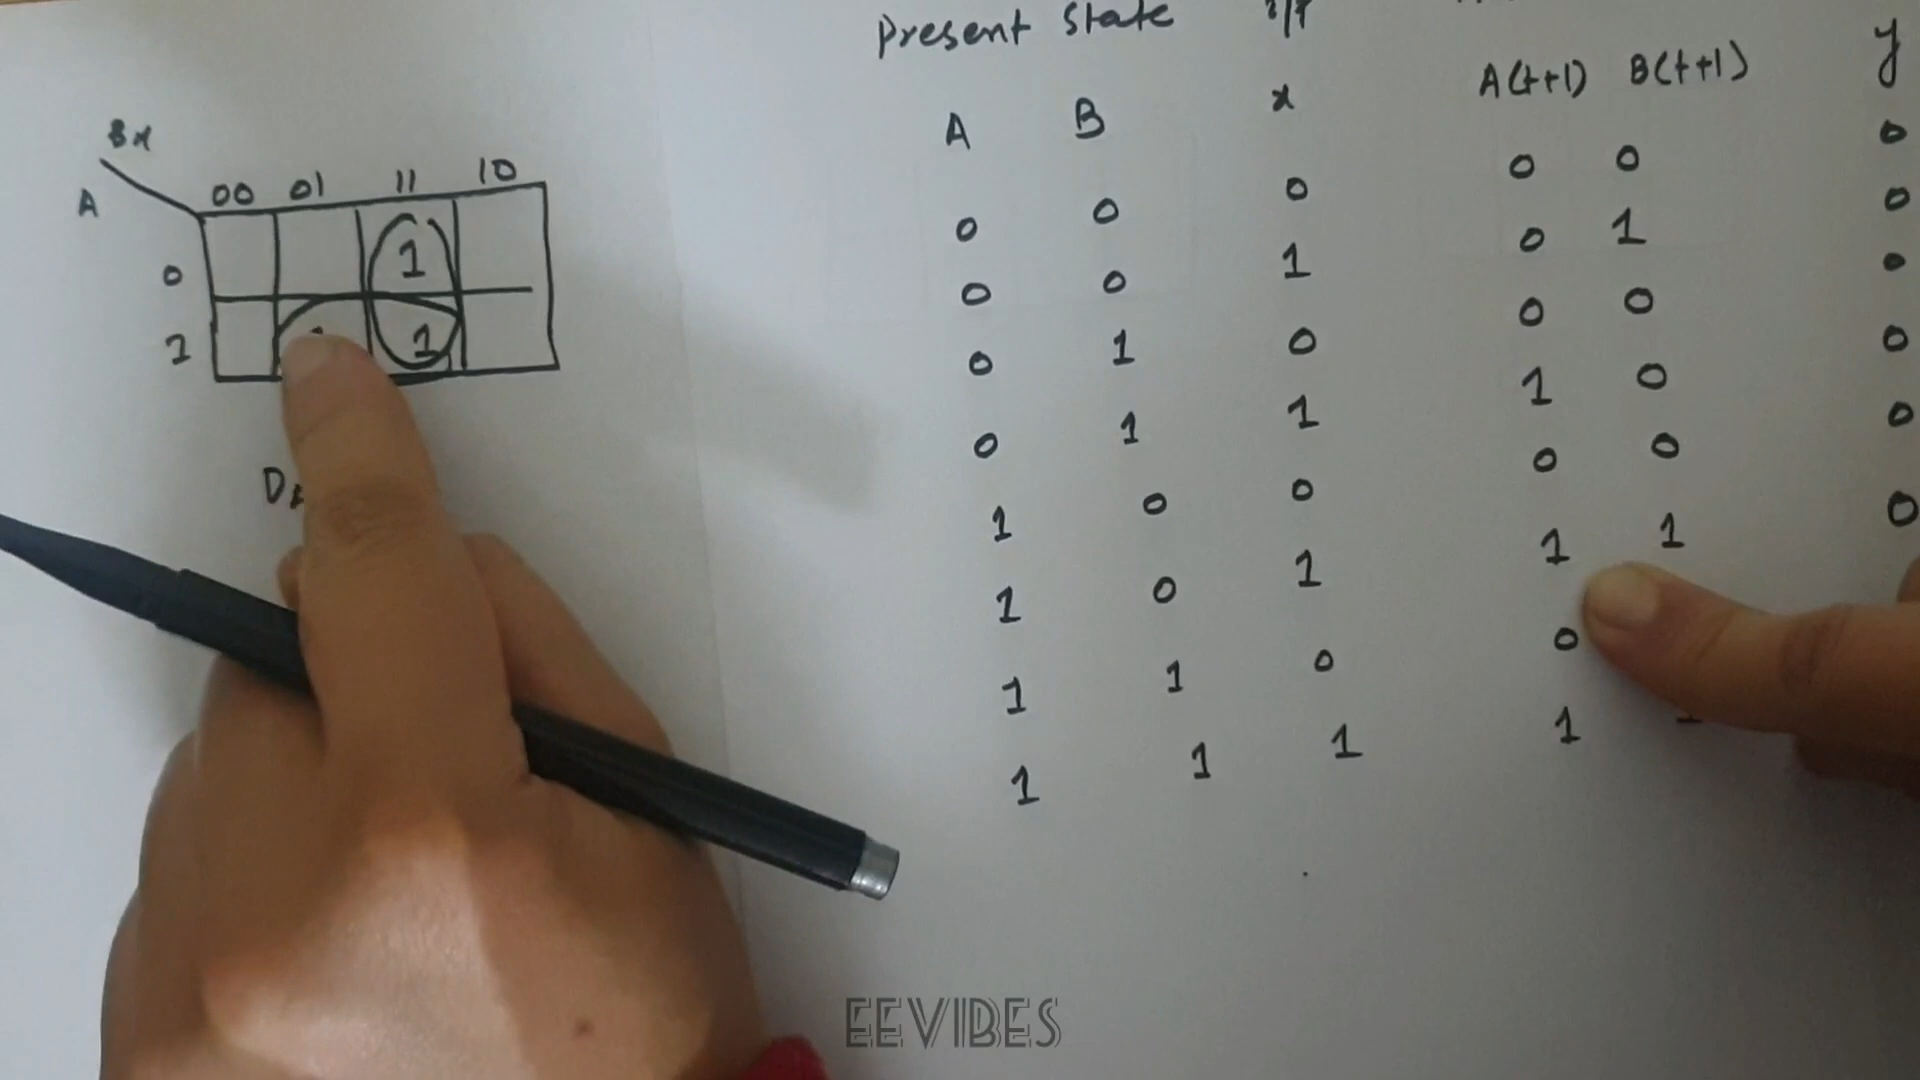 Present State i/p
A B x A(t+1) B(t+1) y
0 0 0 0 0 0
0 0 1 0 1 0
0 1 0 0 0 0
0 1 1 1 0 0
1 0 0 0 0 0
1 0 1 1 1 0
1 1 0 0
1 1 1 1
Bx
A 00 01 11 10
0 1
1 1
EEVIBES